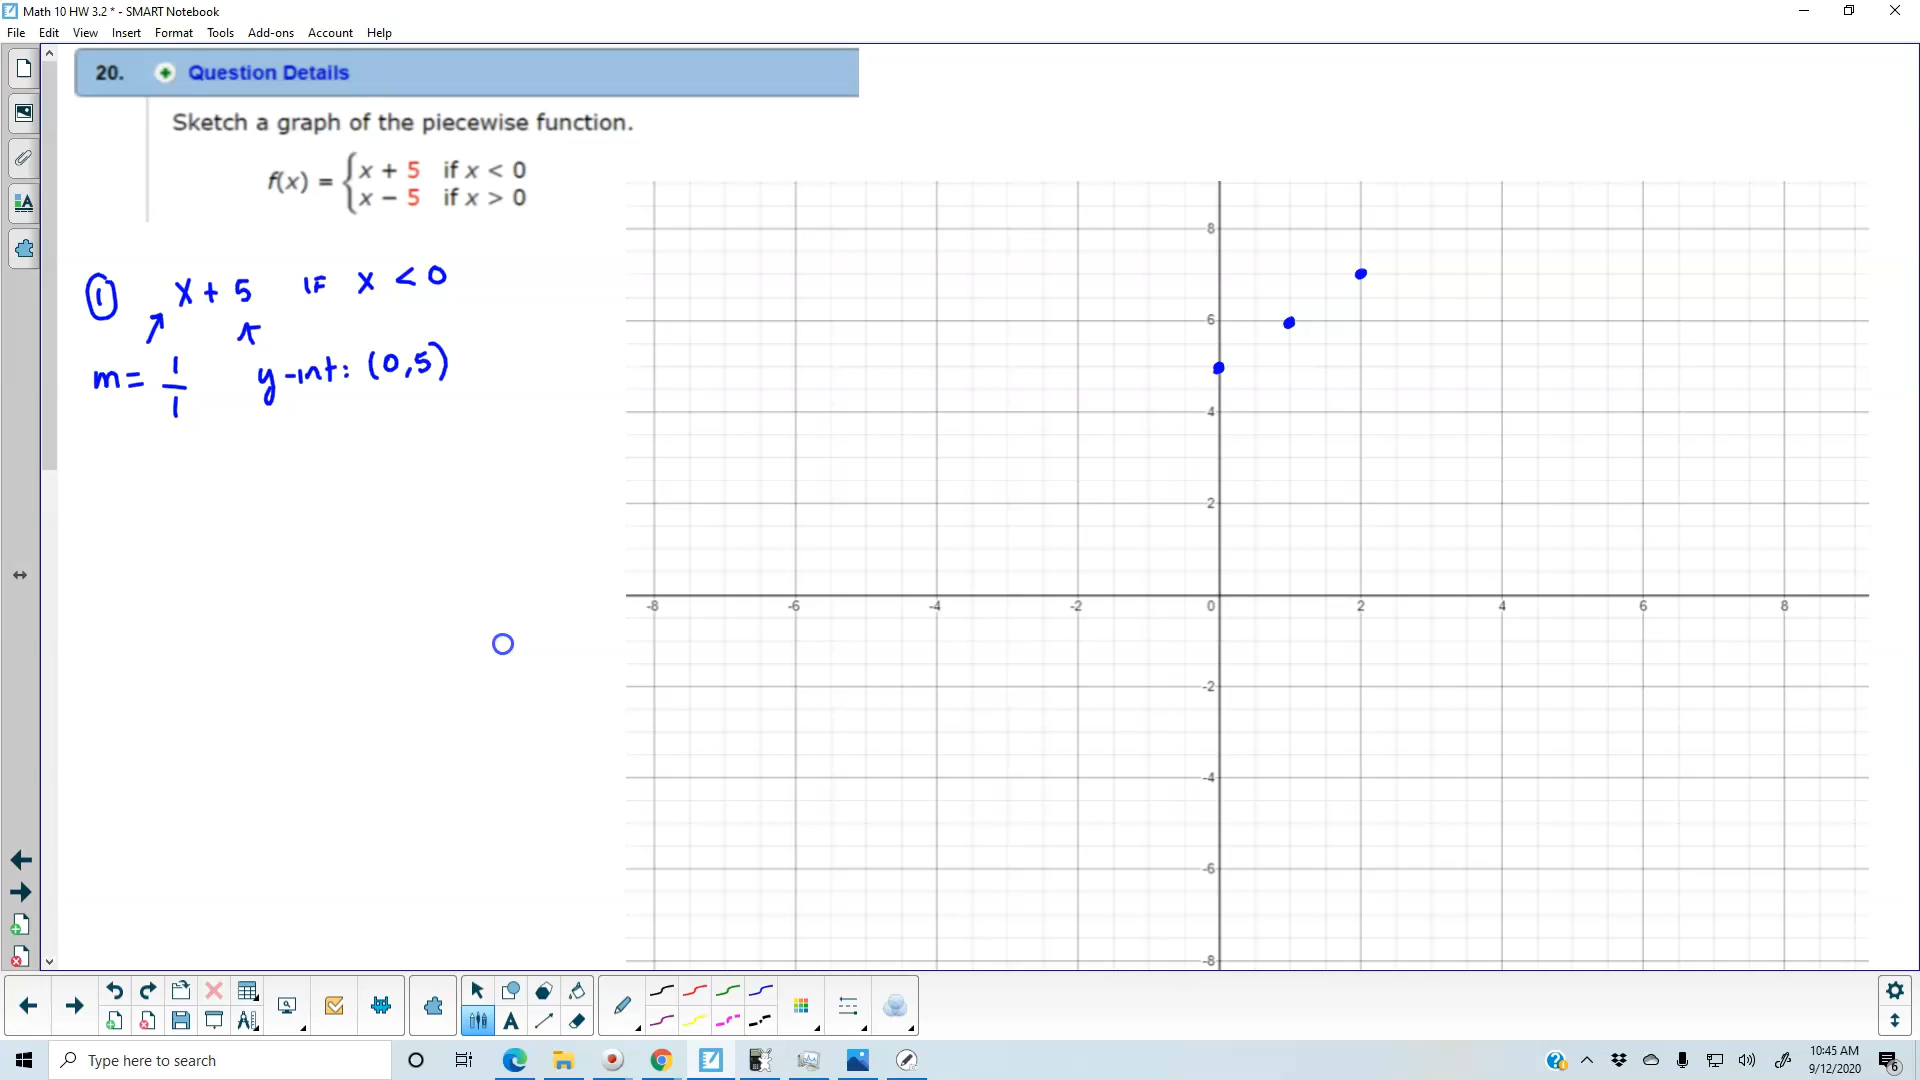 Math 10 HW 3.2 * - SMART Notebook
File Edit View Insert Format Tools Add-ons Account Help
20. Question Details
Sketch a graph of the piecewise function.
f(x) = { x + 5 if x < 0
x − 5 if x > 0
① x + 5 IF x < 0
m = 1/1 y-int: (0,5)
8
6
4
2
-8 -6 -4 -2 0 2 4 6 8
-2
-4
-6
-8
Type here to search
10:45 AM
9/12/2020
6